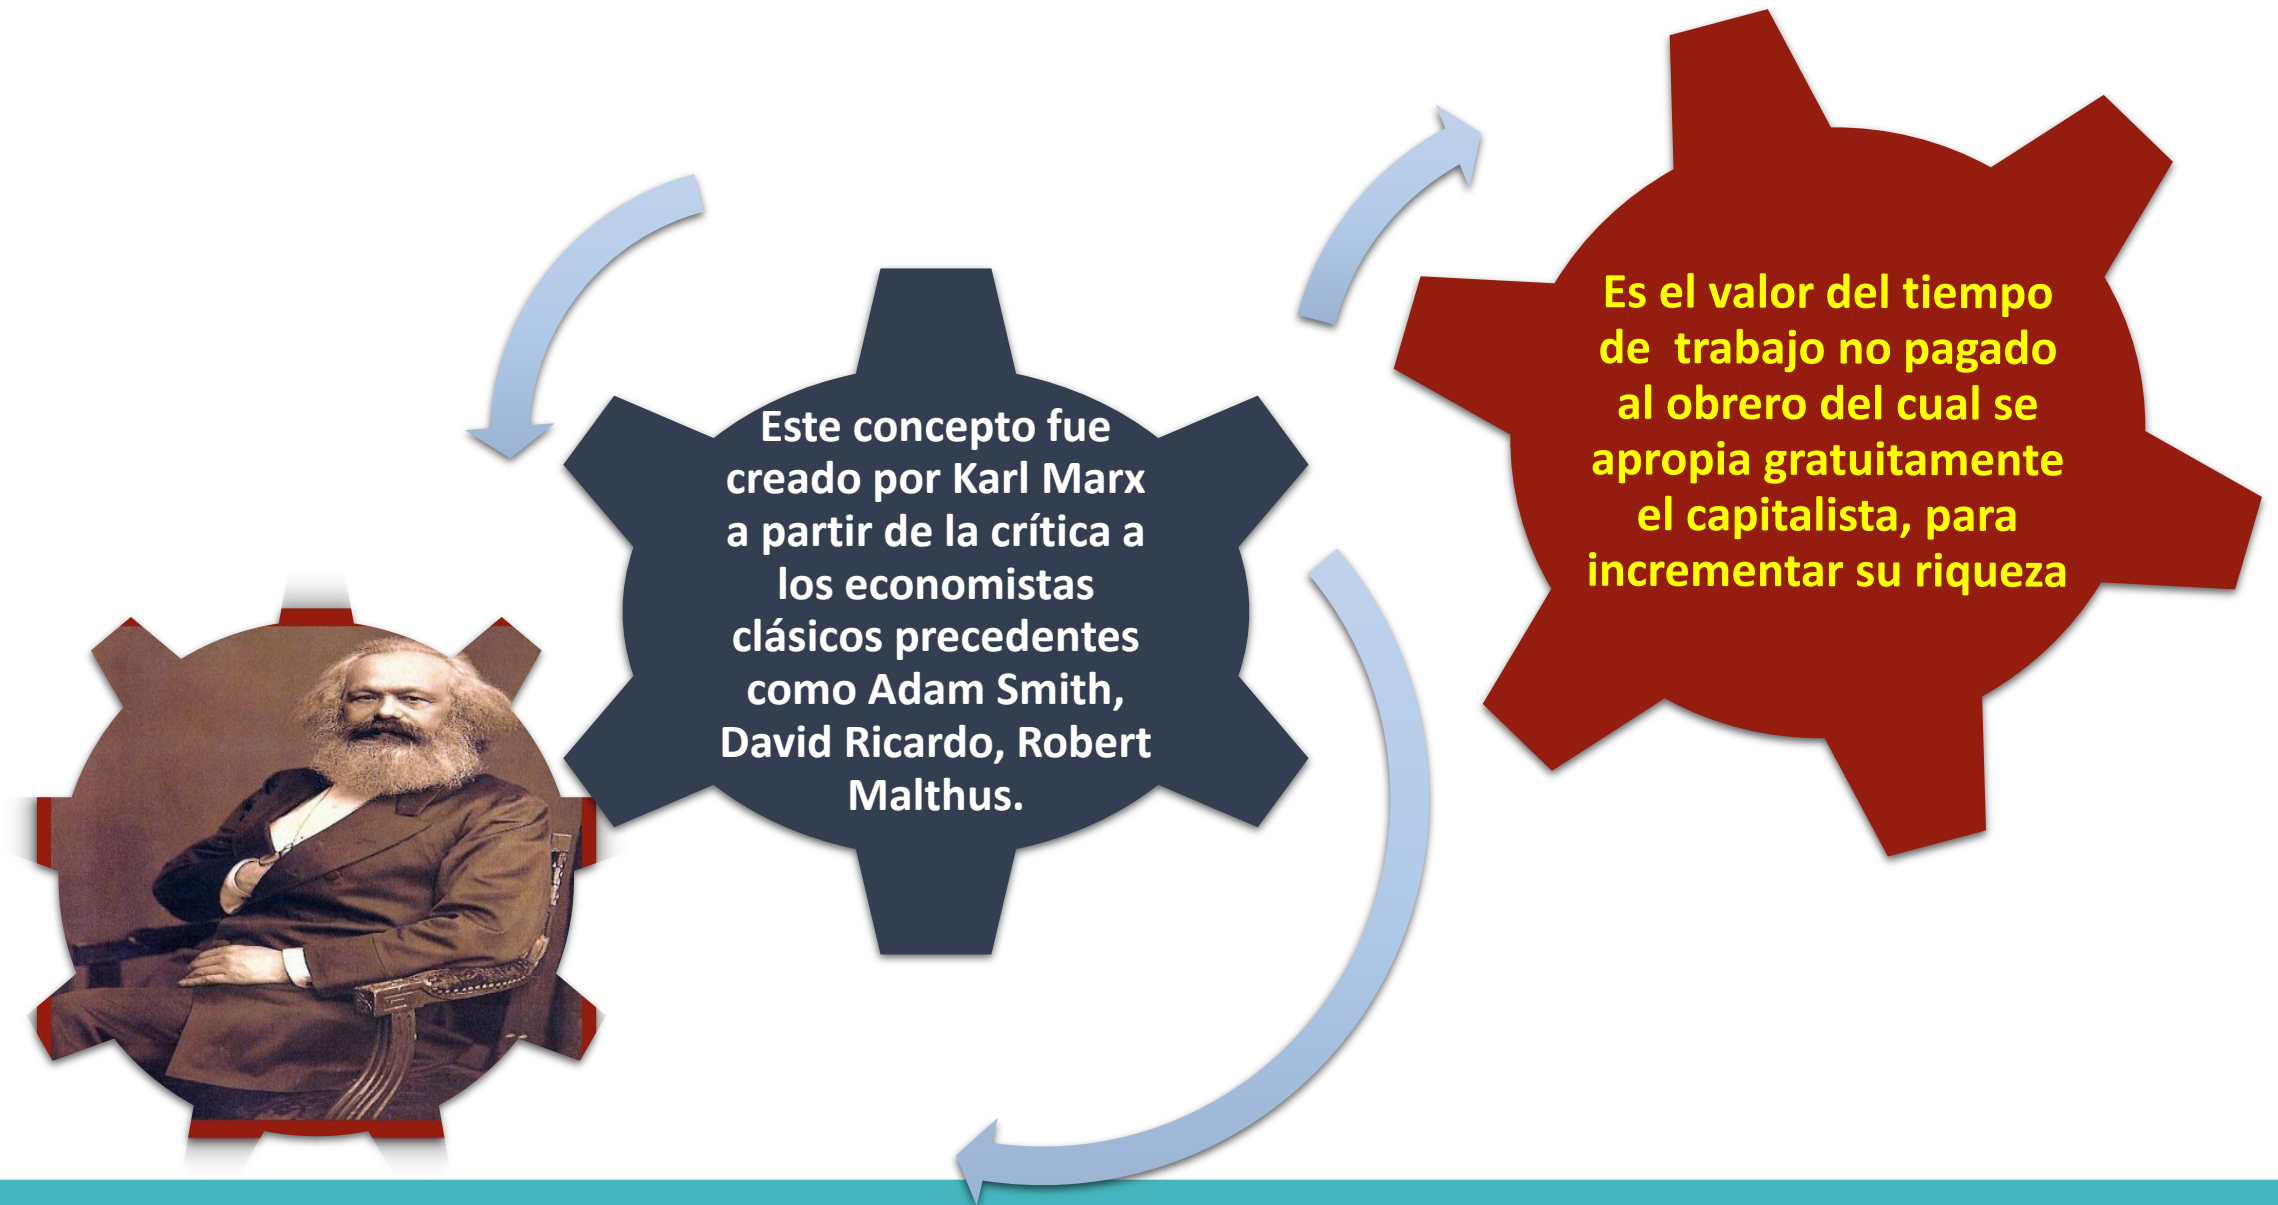 Este concepto fue
creado por Karl Marx
a partir de la crítica a
los economistas
clásicos precedentes
como Adam Smith,
David Ricardo, Robert
Malthus.
Es el valor del tiempo
de trabajo no pagado
al obrero del cual se
apropia gratuitamente
el capitalista, para
incrementar su riqueza